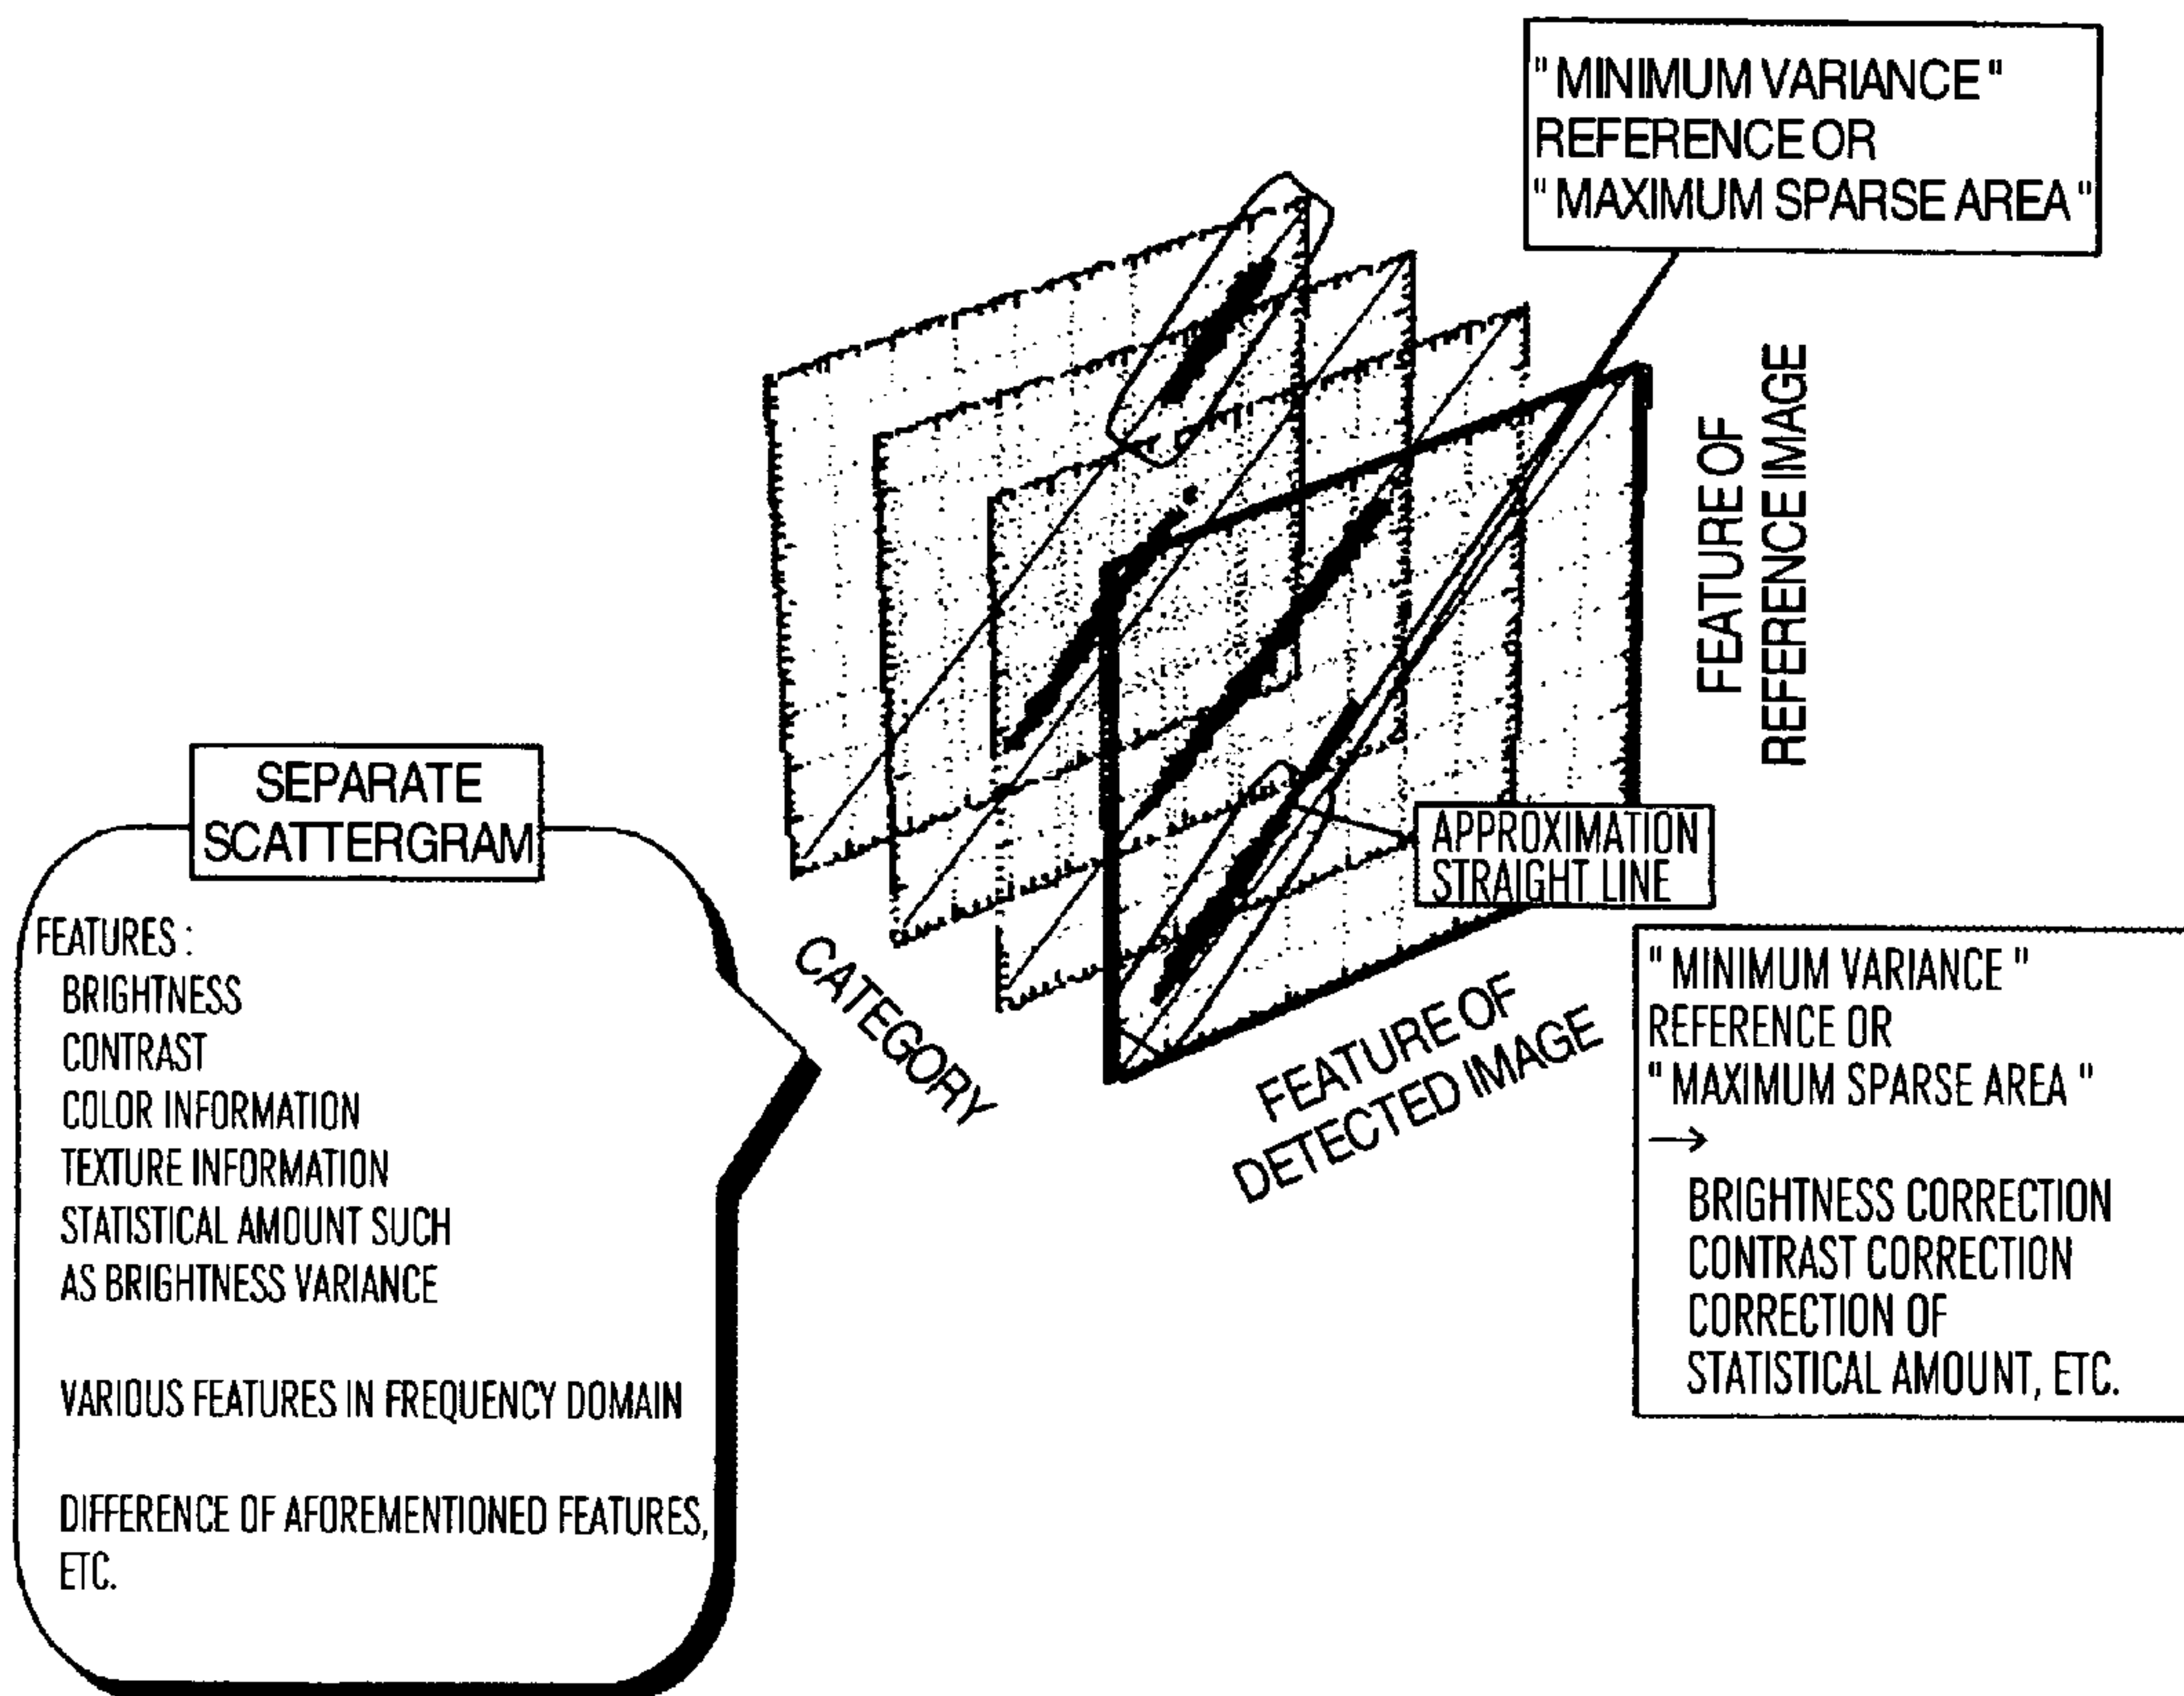 " MINIMUM VARIANCE "
REFERENCE OR
" MAXIMUM SPARSE AREA "
FEATURE OF
REFERENCE IMAGE
SEPARATE
SCATTERGRAM
FEATURES :
BRIGHTNESS
CONTRAST
COLOR INFORMATION
TEXTURE INFORMATION
STATISTICAL AMOUNT SUCH
AS BRIGHTNESS VARIANCE
VARIOUS FEATURES IN FREQUENCY DOMAIN
DIFFERENCE OF AFOREMENTIONED FEATURES,
ETC.
CATEGORY
FEATURE OF
DETECTED IMAGE
APPROXIMATION
STRAIGHT LINE
" MINIMUM VARIANCE "
REFERENCE OR
" MAXIMUM SPARSE AREA "
→
BRIGHTNESS CORRECTION
CONTRAST CORRECTION
CORRECTION OF
STATISTICAL AMOUNT, ETC.